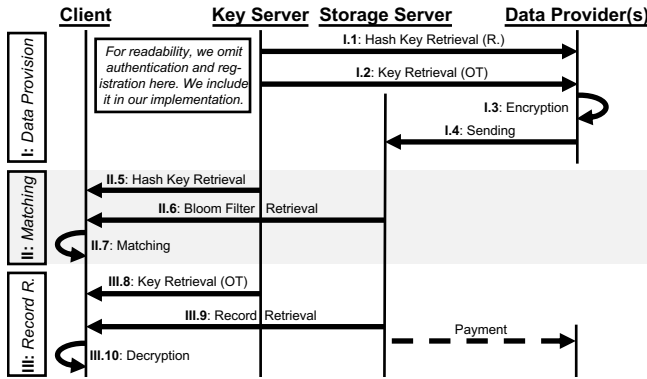 Client Key Server Storage Server Data Provider(s)
I: Data Provision
For readability, we omit
authentication and reg-
istration here. We include
it in our implementation.
I.1: Hash Key Retrieval (R.)
I.2: Key Retrieval (OT)
I.3: Encryption
I.4: Sending
II: Matching
II.5: Hash Key Retrieval
II.6: Bloom Filter Retrieval
II.7: Matching
III: Record R.
III.8: Key Retrieval (OT)
III.9: Record Retrieval
Payment
III.10: Decryption